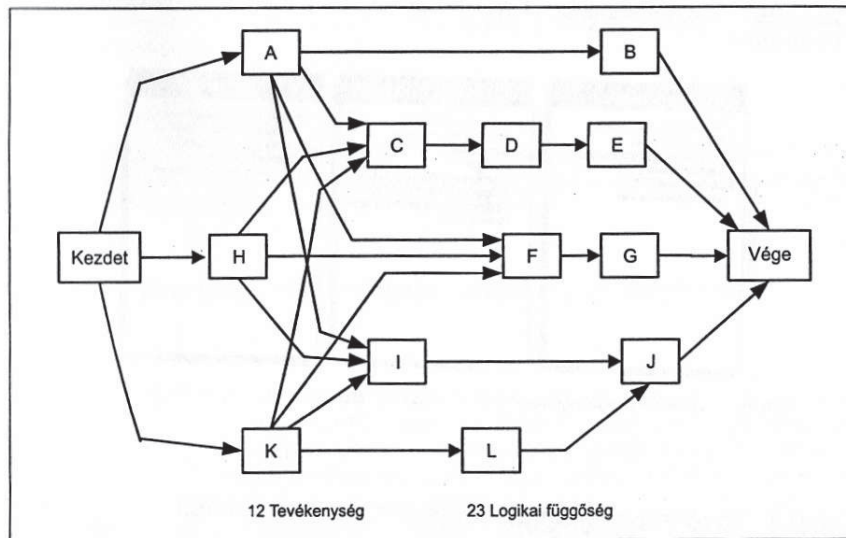 A
B
C
D
E
Kezdet
H
F
G
Vége
I
J
K
L
12 Tevékenység
23 Logikai függőség